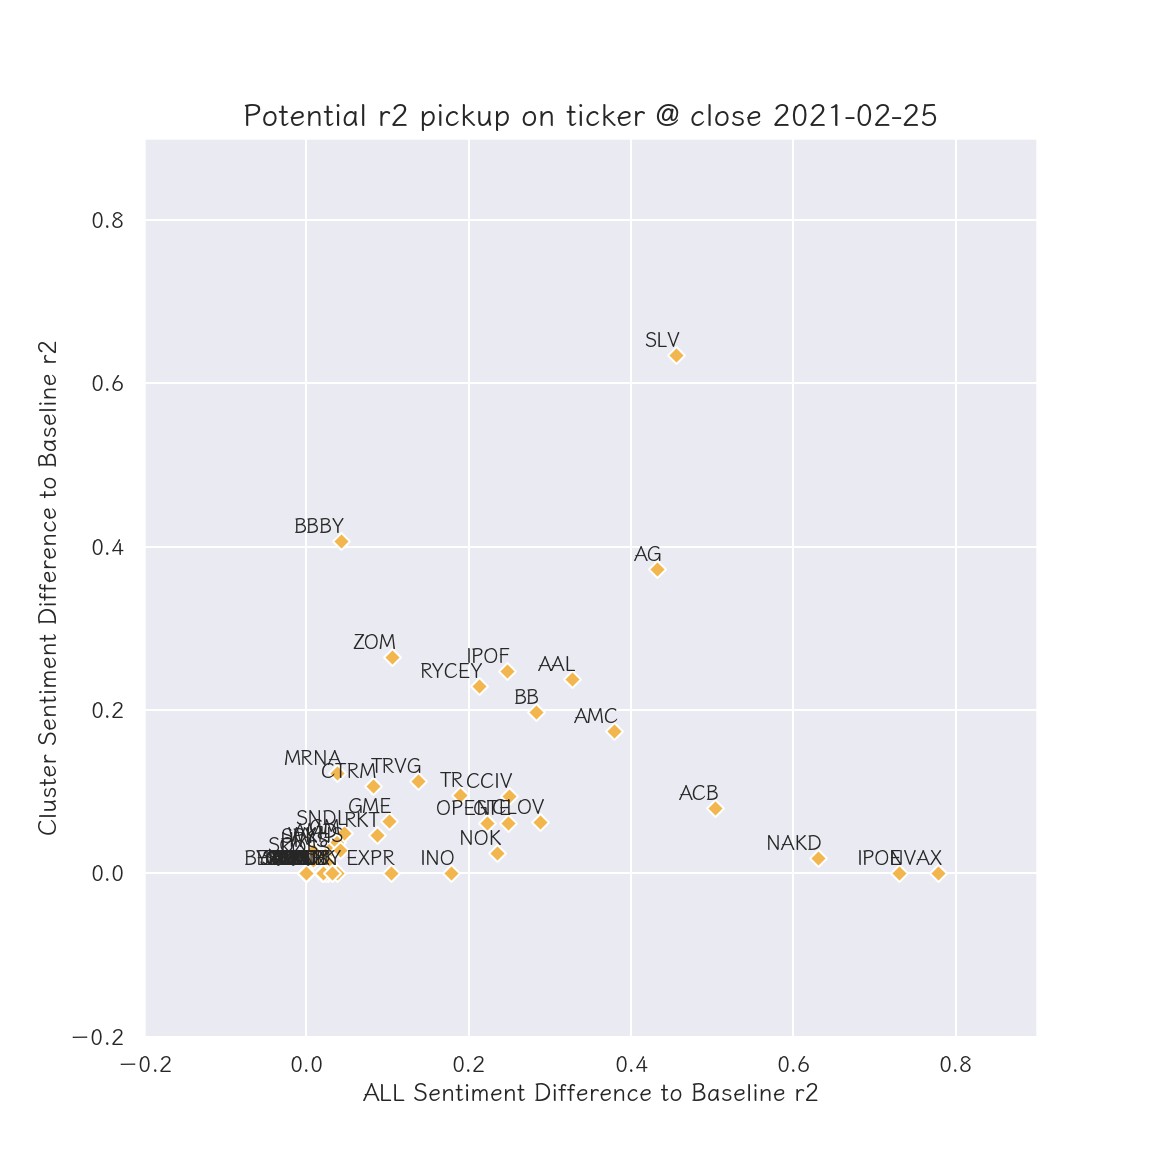 Potential r2 pickup on ticker @ close 2021-02-25
Cluster Sentiment Difference to Baseline r2
0.8
0.6
0.4
0.2
0.0
−0.2
SLV
BBBY
AG
ZOM
IPOF
RYCEY
AAL
BB
AMC
MRNA
CTRM
TRVG
TR
CCIV
ACB
GME
OPEN
CLOV
SNDL
RKT
NOK
NAKD
EXPR
INO
IPOE
NVAX
−0.2
0.0
0.2
0.4
0.6
0.8
ALL Sentiment Difference to Baseline r2